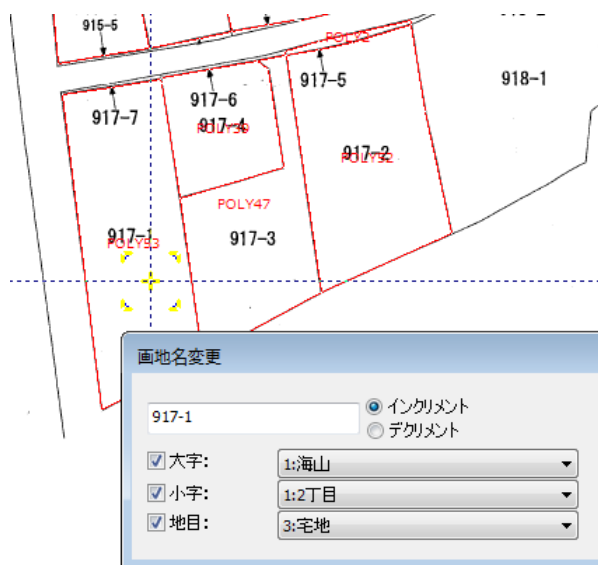 915-5
POLY2
918-1
917-5
917-6
917-7
917-4
POLY50
917-2
POLY52
POLY47
917-1
POLY53
917-3
画地名変更
917-1
インクリメント
デクリメント
大字: 1:海山
小字: 1:2丁目
地目: 3:宅地